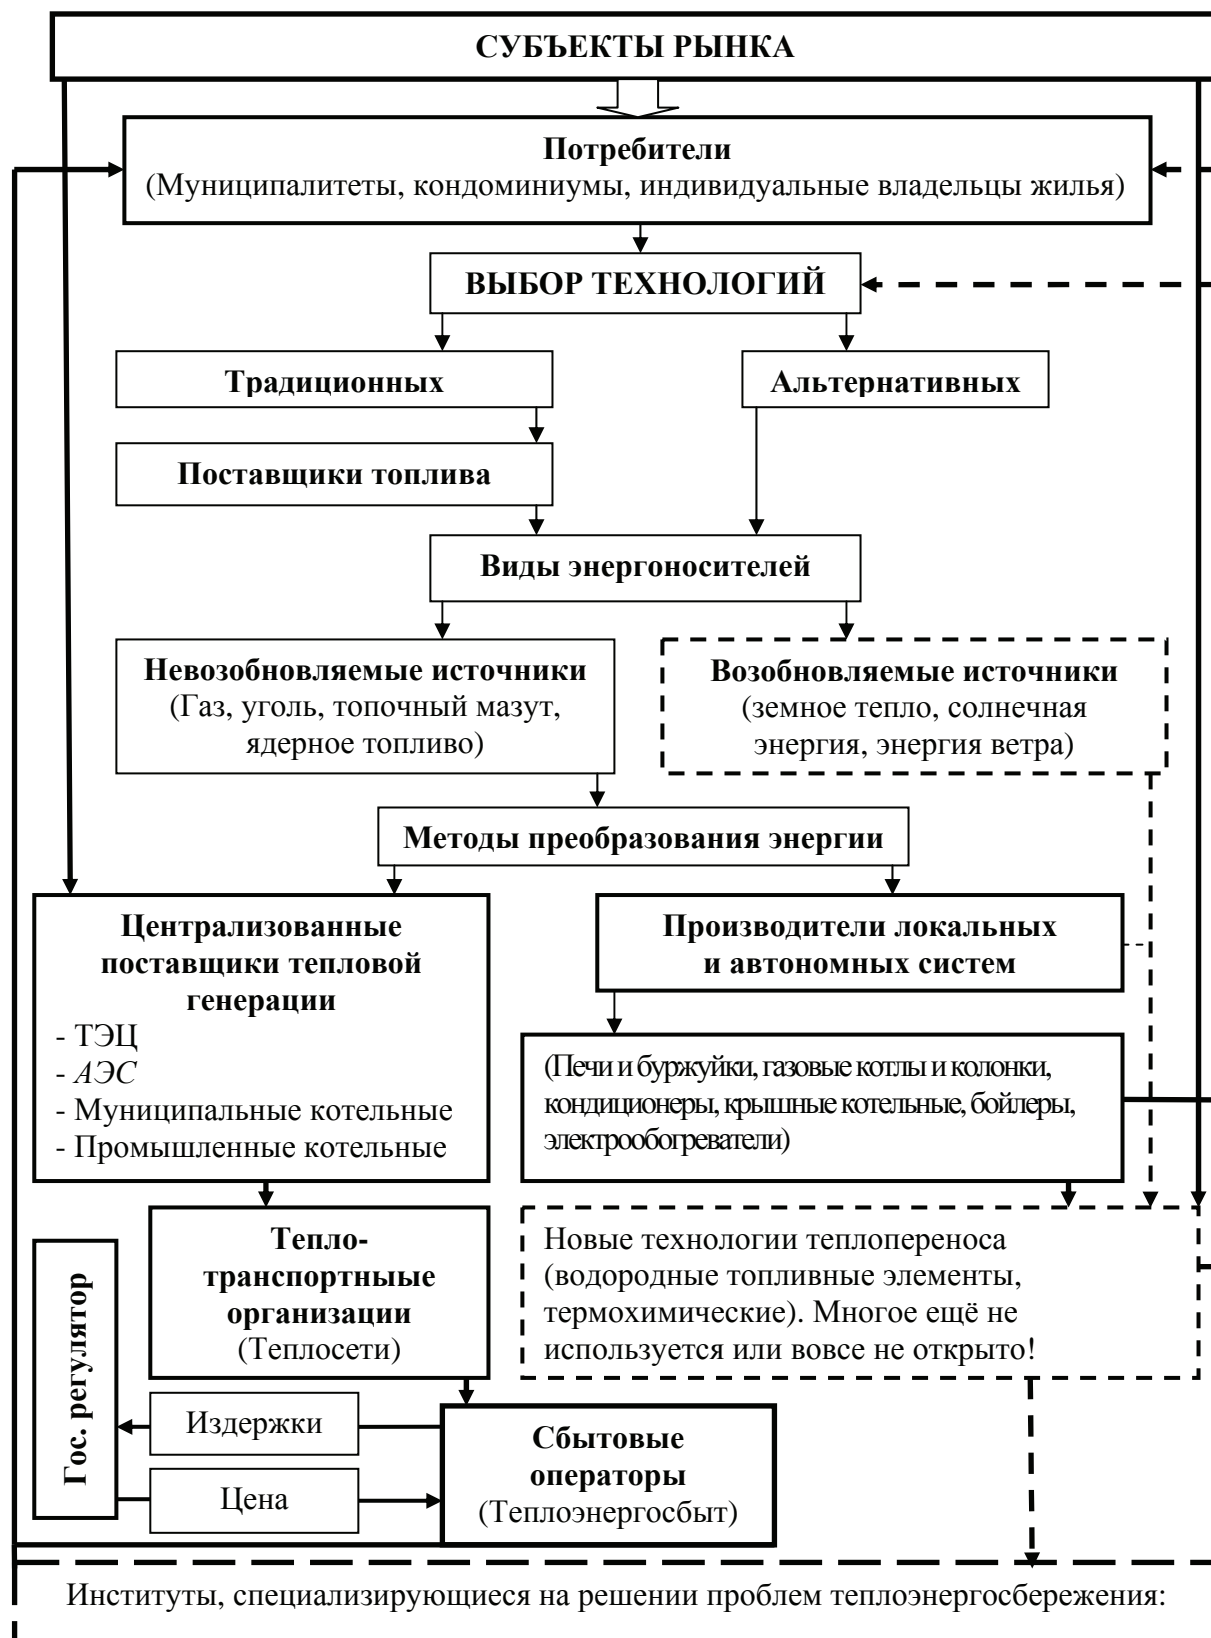 СУБЪЕКТЫ РЫНКА
Потребители
(Муниципалитеты, кондоминиумы, индивидуальные владельцы жилья)
ВЫБОР ТЕХНОЛОГИЙ
Традиционных
Альтернативных
Поставщики топлива
Виды энергоносителей
Невозобновляемые источники
(Газ, уголь, топочный мазут,
ядерное топливо)
Возобновляемые источники
(земное тепло, солнечная
энергия, энергия ветра)
Методы преобразования энергии
Централизованные
поставщики тепловой
генерации
- ТЭЦ
- АЭС
- Муниципальные котельные
- Промышленные котельные
Производители локальных
и автономных систем
(Печи и буржуйки, газовые котлы и колонки,
кондиционеры, крышные котельные, бойлеры,
электрообогреватели)
Тепло-
транспортныые
организации
(Теплосети)
Новые технологии теплопереноса
(водородные топливные элементы,
термохимические). Многое ещё не
используется или вовсе не открыто!
Гос. регулятор
Издержки
Цена
Сбытовые
операторы
(Теплоэнергосбыт)
Институты, специализирующиеся на решении проблем теплоэнергосбережения: